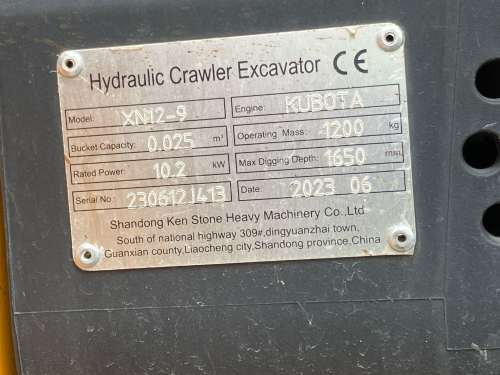 Hydraulic Crawler Excavator CE
Model: XN12-9 Engine: KUBOTA
Bucket Capacity: 0.025 m³ Operating Mass: 1200 kg
Rated Power: 10.2 kW Max Digging Depth: 1650 mm
Serial No: 230612J413 Date: 2023 06
Shandong Ken Stone Heavy Machinery Co.,Ltd
South of national highway 309#,dingyuanzhai town,
Guanxian county,Liaocheng city,Shandong province,China